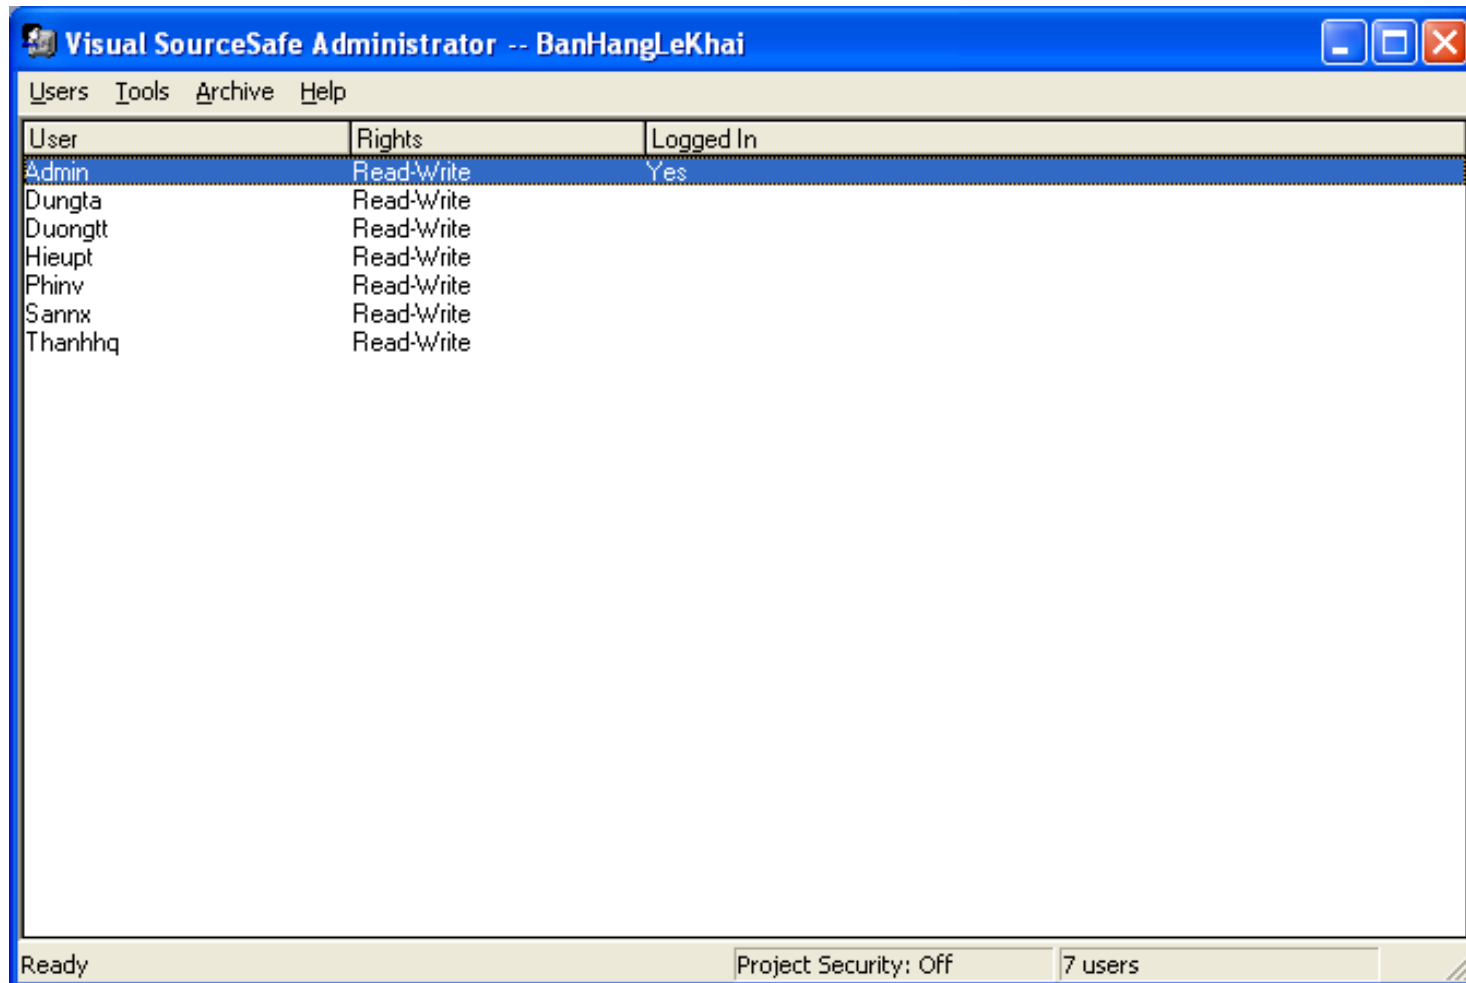 Visual SourceSafe Administrator -- BanHangLeKhai
Users Tools Archive Help
User Rights Logged In
Admin Read-Write Yes
Dungta Read-Write
Duongtt Read-Write
Hieupt Read-Write
Phinv Read-Write
Sannx Read-Write
Thanhhq Read-Write
Ready Project Security: Off 7 users